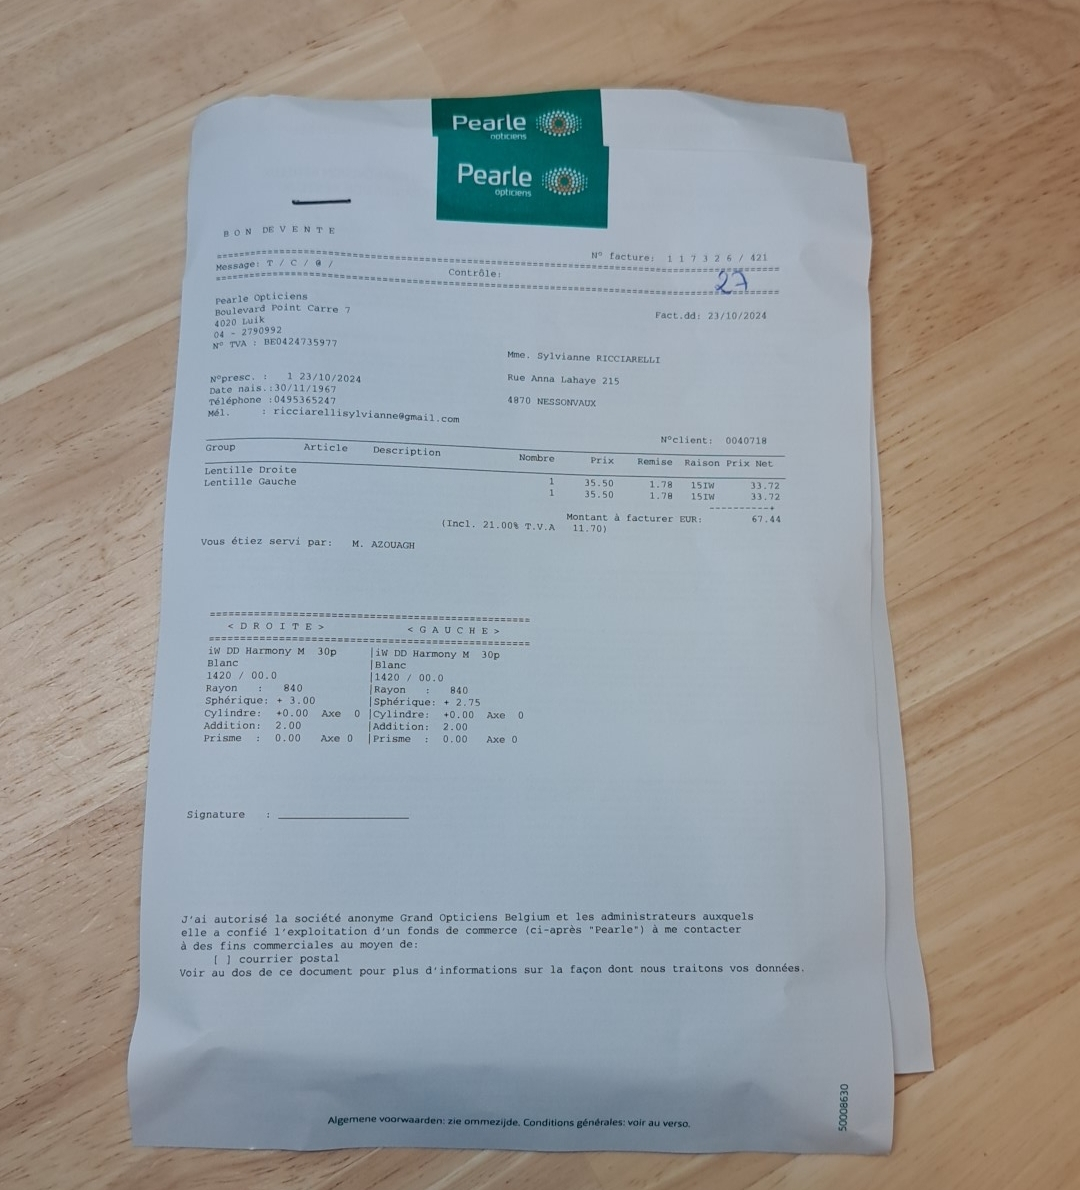 Pearle
noticiens
Pearle
opticiens
BON DE VENTE
N° facture: 1 1 7 3 2 6 / 421
Message: T / C / @ /
Contrôle:
27
Pearle Opticiens
Boulevard Point Carre 7
4020 Luik
04 - 2790992
N° TVA : BE0424735977
Fact.dd: 23/10/2024
Mme. Sylvianne RICCIARELLI
Rue Anna Lahaye 215
4870 NESSONVAUX
N°presc. : 1 23/10/2024
Date nais.:30/11/1967
Téléphone :0495365247
Mél. : ricciarellisylvianne@gmail.com
N°client: 0040718
Group Article Description Nombre Prix Remise Raison Prix Net
Lentille Droite 1 35.50 1.78 15IW 33.72
Lentille Gauche 1 35.50 1.78 15IW 33.72
Montant à facturer EUR: 67.44
(Incl. 21.00% T.V.A 11.70)
Vous étiez servi par: M. AZOUAGH
< D R O I T E > < G A U C H E >
iW DD Harmony M 30p |iW DD Harmony M 30p
Blanc |Blanc
1420 / 00.0 |1420 / 00.0
Rayon : 840 |Rayon : 840
Sphérique: + 3.00 |Sphérique: + 2.75
Cylindre: +0.00 Axe 0 |Cylindre: +0.00 Axe 0
Addition: 2.00 |Addition: 2.00
Prisme : 0.00 Axe 0 |Prisme : 0.00 Axe 0
Signature :
J'ai autorisé la société anonyme Grand Opticiens Belgium et les administrateurs auxquels
elle a confié l'exploitation d'un fonds de commerce (ci-après "Pearle") à me contacter
à des fins commerciales au moyen de:
[ ] courrier postal
Voir au dos de ce document pour plus d'informations sur la façon dont nous traitons vos données.
50008630
Algemene voorwaarden: zie ommezijde. Conditions générales: voir au verso.